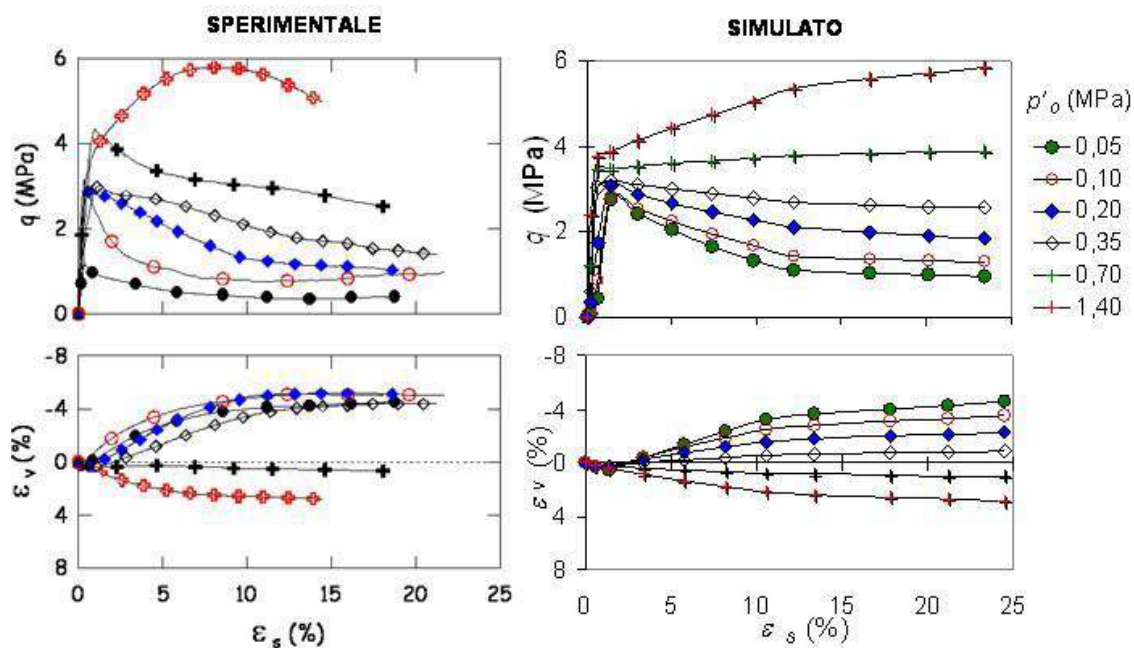 SPERIMENTALE
6
4
2
0
q (MPa)
-8
-4
0
4
8
ε v (%)
0 5 10 15 20 25
ε s (%)
SIMULATO
6
4
2
0
q (MPa)
-8
-4
0
4
8
ε v (%)
0 5 10 15 20 25
ε s (%)
p'o (MPa)
0,05
0,10
0,20
0,35
0,70
1,40